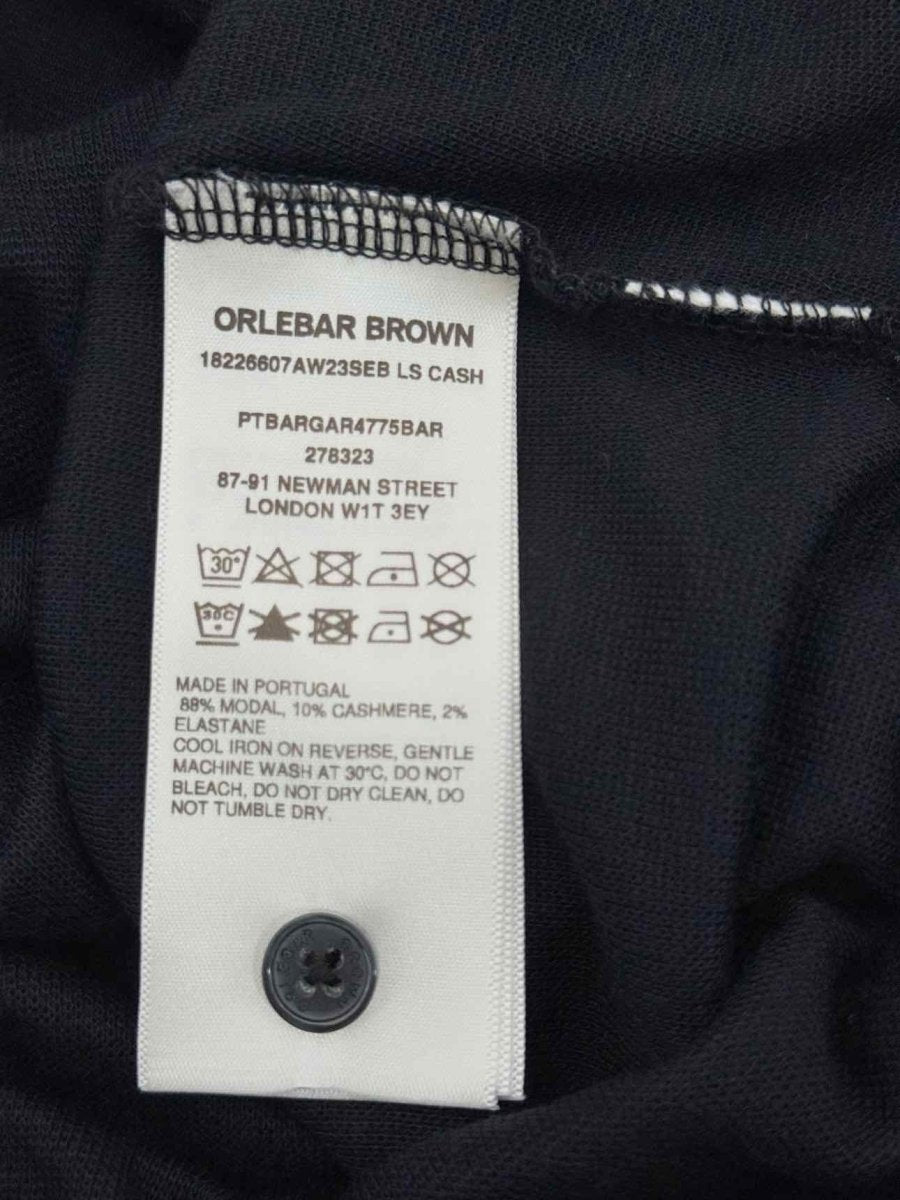 ORLEBAR BROWN
18226607AW23SEB LS CASH
PTBARGAR4775BAR
278323
87-91 NEWMAN STREET
LONDON W1T 3EY
30°
30C
MADE IN PORTUGAL
88% MODAL, 10% CASHMERE, 2%
ELASTANE
COOL IRON ON REVERSE, GENTLE
MACHINE WASH AT 30°C, DO NOT
BLEACH, DO NOT DRY CLEAN, DO
NOT TUMBLE DRY.